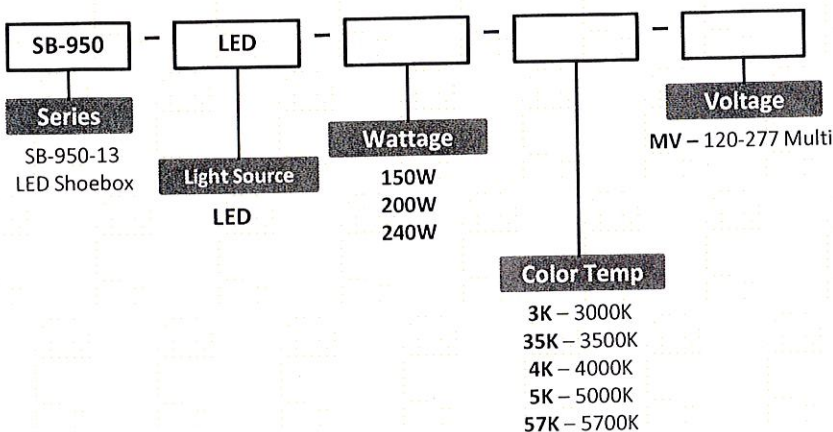 SB-950 – LED – – –
Series
SB-950-13
LED Shoebox
Light Source
LED
Wattage
150W
200W
240W
Color Temp
3K – 3000K
35K – 3500K
4K – 4000K
5K – 5000K
57K – 5700K
Voltage
MV – 120-277 Multi